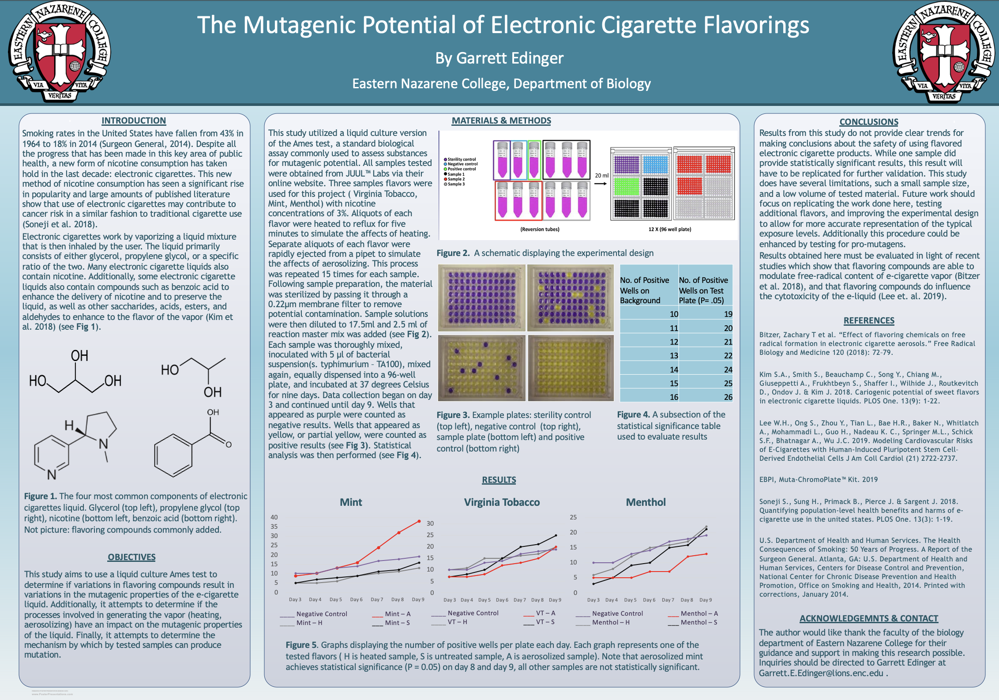 EASTERN NAZARENE COLLEGE
VIA VERITAS VITA
The Mutagenic Potential of Electronic Cigarette Flavorings
By Garrett Edinger
Eastern Nazarene College, Department of Biology
EASTERN NAZARENE COLLEGE
VIA VERITAS VITA
INTRODUCTION
Smoking rates in the United States have fallen from 43% in
1964 to 18% in 2014 (Surgeon General, 2014). Despite all
the progress that has been made in this key area of public
health, a new form of nicotine consumption has taken
hold in the last decade: electronic cigarettes. This new
method of nicotine consumption has seen a significant rise
in popularity and large amounts of published literature
show that use of electronic cigarettes may contribute to
cancer risk in a similar fashion to traditional cigarette use
(Soneji et al. 2018).
Electronic cigarettes work by vaporizing a liquid mixture
that is then inhaled by the user. The liquid primarily
consists of either glycerol, propylene glycol, or a specific
ratio of the two. Many electronic cigarette liquids also
contain nicotine. Additionally, some electronic cigarette
liquids also contain compounds such as benzoic acid to
enhance the delivery of nicotine and to preserve the
liquid, as well as other saccharides, acids, esters, and
aldehydes to enhance to the flavor of the vapor (Kim et
al. 2018) (see Fig 1).
OH
HO OH
HO
OH
H
N
N
OH
O
Figure 1. The four most common components of electronic
cigarettes liquid. Glycerol (top left), propylene glycol (top
right), nicotine (bottom left, benzoic acid (bottom right).
Not picture: flavoring compounds commonly added.
OBJECTIVES
This study aims to use a liquid culture Ames test to
determine if variations in flavoring compounds result in
variations in the mutagenic properties of the e-cigarette
liquid. Additionally, it attempts to determine if the
processes involved in generating the vapor (heating,
aerosolizing) have an impact on the mutagenic properties
of the liquid. Finally, it attempts to determine the
mechanism by which by tested samples can produce
mutation.
www.PosterPresentations.com
MATERIALS & METHODS
This study utilized a liquid culture version
of the Ames test, a standard biological
assay commonly used to assess substances
for mutagenic potential. All samples tested
were obtained from JUUL™ Labs via their
online website. Three samples flavors were
used for this project ( Virginia Tobacco,
Mint, Menthol) with nicotine
concentrations of 3%. Aliquots of each
flavor were heated to reflux for five
minutes to simulate the affects of heating.
Separate aliquots of each flavor were
rapidly ejected from a pipet to simulate
the affects of aerosolizing. This process
was repeated 15 times for each sample.
Following sample preparation, the material
was sterilized by passing it through a
0.22µm membrane filter to remove
potential contamination. Sample solutions
were then diluted to 17.5ml and 2.5 ml of
reaction master mix was added (see Fig 2).
Each sample was thoroughly mixed,
inoculated with 5 µl of bacterial
suspension(s. typhimurium – TA100), mixed
again, equally dispensed into a 96-well
plate, and incubated at 37 degrees Celsius
for nine days. Data collection began on day
3 and continued until day 9. Wells that
appeared as purple were counted as
negative results. Wells that appeared as
yellow, or partial yellow, were counted as
positive results (see Fig 3). Statistical
analysis was then performed (see Fig 4).
Sterility control
Negative control
Positive control
Sample 1
Sample 2
Sample 3
20 ml
(Reversion tubes)
12 X (96 well plate)
Figure 2. A schematic displaying the experimental design
Figure 3. Example plates: sterility control
(top left), negative control (top right),
sample plate (bottom left) and positive
control (bottom right)
No. of Positive Wells on Background No. of Positive Wells on Test Plate (P= .05)
10 19
11 20
12 21
13 22
14 24
15 25
16 26
Figure 4. A subsection of the
statistical significance table
used to evaluate results
RESULTS
Mint
40
35
30
25
20
15
10
5
0
Day 3 Day 4 Day 5 Day 6 Day 7 Day 8 Day 9
Negative Control Mint – A
Mint – H Mint – S
Virginia Tobacco
30
25
20
15
10
5
0
Day 3 Day 4 Day 5 Day 6 Day 7 Day 8 Day 9
Negative Control VT – A
VT – H VT – S
Menthol
25
20
15
10
5
0
Day 3 Day 4 Day 5 Day 6 Day 7 Day 8 Day 9
Negative Control Menthol – A
Menthol – H Menthol – S
Figure 5. Graphs displaying the number of positive wells per plate each day. Each graph represents one of the
tested flavors ( H is heated sample, S is untreated sample, A is aerosolized sample). Note that aerosolized mint
achieves statistical significance (P = 0.05) on day 8 and day 9, all other samples are not statistically significant.
CONCLUSIONS
Results from this study do not provide clear trends for
making conclusions about the safety of using flavored
electronic cigarette products. While one sample did
provide statistically significant results, this result will
have to be replicated for further validation. This study
does have several limitations, such a small sample size,
and a low volume of tested material. Future work should
focus on replicating the work done here, testing
additional flavors, and improving the experimental design
to allow for more accurate representation of the typical
exposure levels. Additionally this procedure could be
enhanced by testing for pro-mutagens.
Results obtained here must be evaluated in light of recent
studies which show that flavoring compounds are able to
modulate free-radical content of e-cigarette vapor (Bitzer
et al. 2018), and that flavoring compounds do influence
the cytotoxicity of the e-liquid (Lee et. al. 2019).
REFERENCES
Bitzer, Zachary T et al. “Effect of flavoring chemicals on free
radical formation in electronic cigarette aerosols.” Free Radical
Biology and Medicine 120 (2018): 72–79.
Kim S.A., Smith S., Beauchamp C., Song Y., Chiang M.,
Giuseppetti A., Frukhtbeyn S., Shaffer I., Wilhide J., Routkevitch
D., Ondov J. & Kim J. 2018. Cariogenic potential of sweet flavors
in electronic cigarette liquids. PLOS One. 13(9): 1-22.
Lee W.H., Ong S., Zhou Y., Tian L., Bae H.R., Baker N., Whitlatch
A., Mohammadi L., Guo H., Nadeau K. C., Springer M.L., Schick
S.F., Bhatnagar A., Wu J.C. 2019. Modeling Cardiovascular Risks
of E-Cigarettes with Human-Induced Pluripotent Stem Cell–
Derived Endothelial Cells J Am Coll Cardiol (21) 2722-2737.
EBPI, Muta-ChromoPlate™ Kit. 2019
Soneji S., Sung H., Primack B., Pierce J. & Sargent J. 2018.
Quantifying population-level health benefits and harms of e-
cigarette use in the united states. PLOS One. 13(3): 1-19.
U.S. Department of Health and Human Services. The Health
Consequences of Smoking: 50 Years of Progress. A Report of the
Surgeon General. Atlanta, GA: U.S. Department of Health and
Human Services, Centers for Disease Control and Prevention,
National Center for Chronic Disease Prevention and Health
Promotion, Office on Smoking and Health, 2014. Printed with
corrections, January 2014.
ACKNOWLEDGEMNTS & CONTACT
The author would like thank the faculty of the biology
department of Eastern Nazarene College for their
guidance and support in making this research possible.
Inquiries should be directed to Garrett Edinger at
Garrett.E.Edinger@lions.enc.edu .